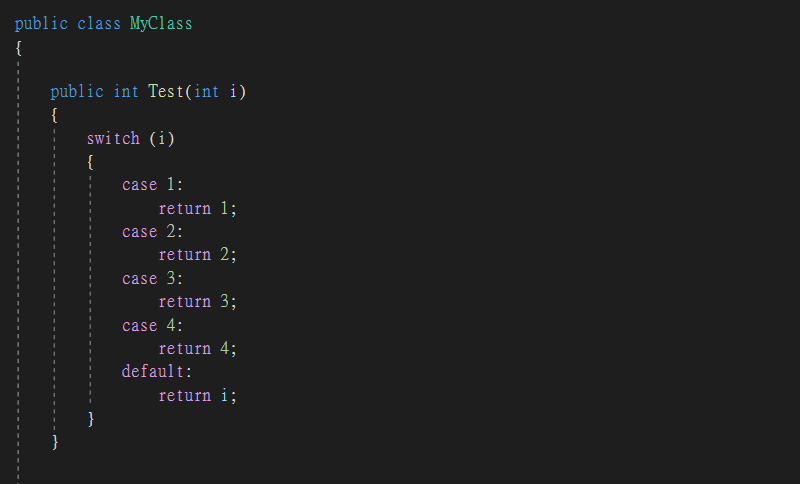 public class MyClass
{
public int Test(int i)
{
switch (i)
{
case 1:
return 1;
case 2:
return 2;
case 3:
return 3;
case 4:
return 4;
default:
return i;
}
}